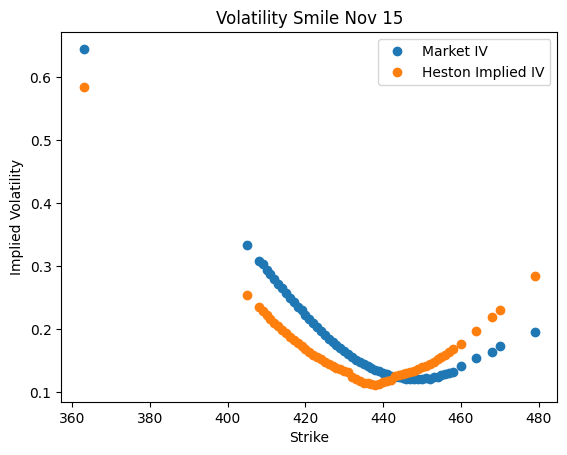 Volatility Smile Nov 15
Market IV
Heston Implied IV
0.6
0.5
0.4
0.3
0.2
0.1
Implied Volatility
360
380
400
420
440
460
480
Strike